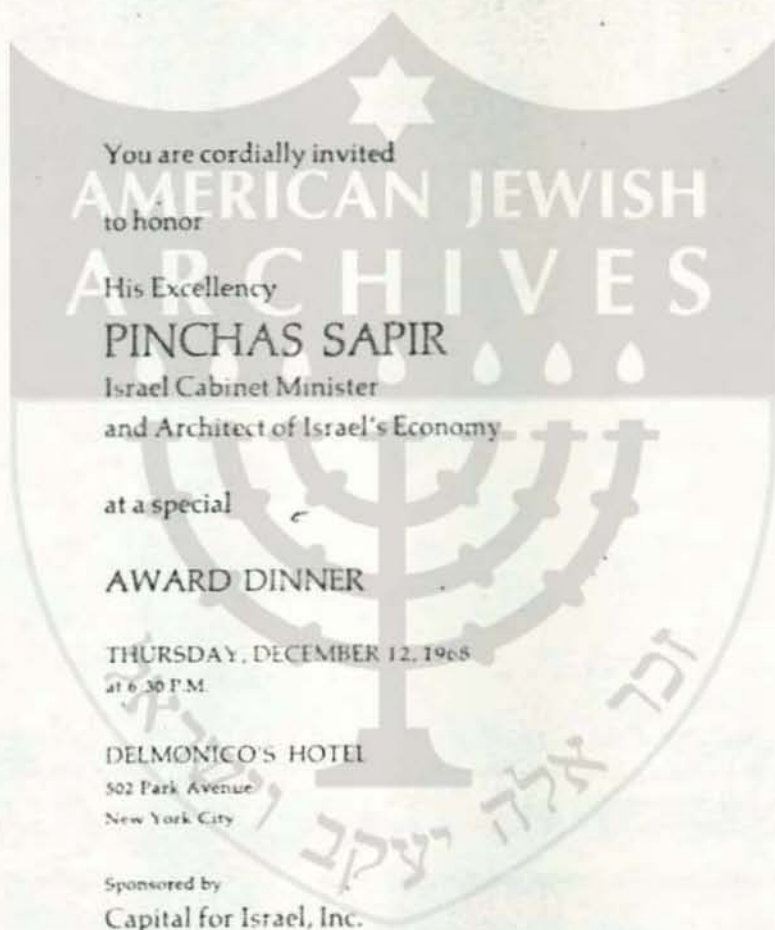 You are cordially invited
AMERICAN JEWISH
to honor
ARCHIVES
His Excellency
PINCHAS SAPIR
Israel Cabinet Minister
and Architect of Israel's Economy
at a special
AWARD DINNER
THURSDAY, DECEMBER 12, 1968
at 6:30 P.M.
DELMONICO'S HOTEL
502 Park Avenue
New York City
זכר אלה יעקב וישראל
Sponsored by
Capital for Israel, Inc.